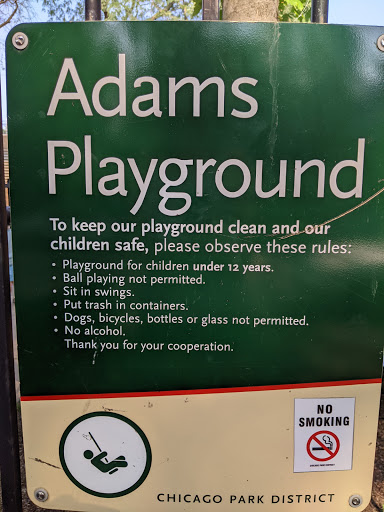 Adams
Playground
To keep our playground clean and our
children safe, please observe these rules:
• Playground for children under 12 years.
• Ball playing not permitted.
• Sit in swings.
• Put trash in containers.
• Dogs, bicycles, bottles or glass not permitted.
• No alcohol.
Thank you for your cooperation.
NO
SMOKING
CHICAGO PARK DISTRICT